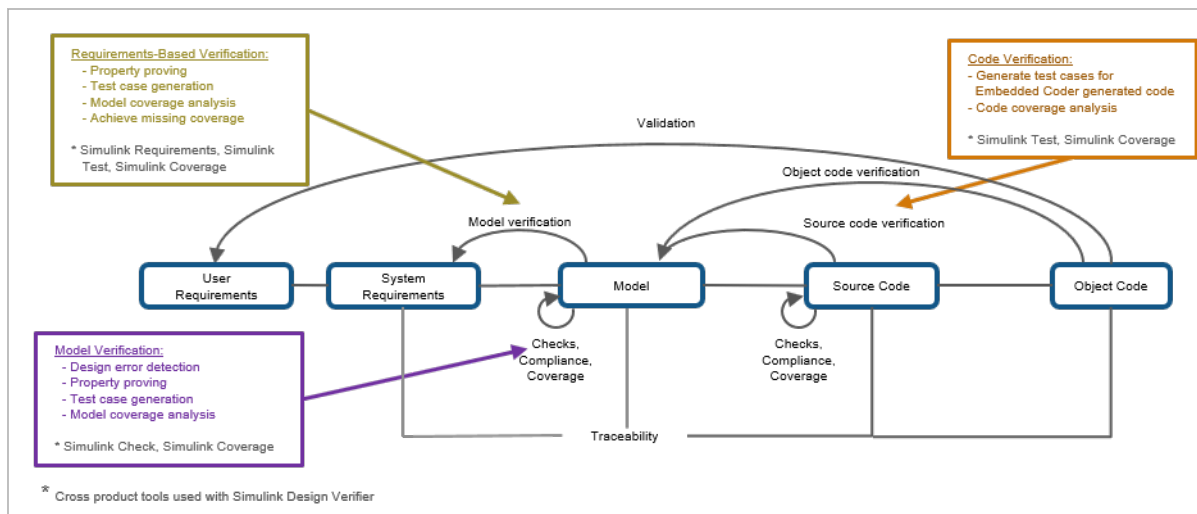 Requirements-Based Verification:
- Property proving
- Test case generation
- Model coverage analysis
- Achieve missing coverage
* Simulink Requirements, Simulink
Test, Simulink Coverage
Code Verification:
- Generate test cases for
Embedded Coder generated code
- Code coverage analysis
* Simulink Test, Simulink Coverage
Validation
Object code verification
Model verification
Source code verification
User
Requirements
System
Requirements
Model
Source Code
Object Code
Checks,
Compliance,
Coverage
Checks,
Compliance,
Coverage
Model Verification:
- Design error detection
- Property proving
- Test case generation
- Model coverage analysis
* Simulink Check, Simulink Coverage
Traceability
* Cross product tools used with Simulink Design Verifier